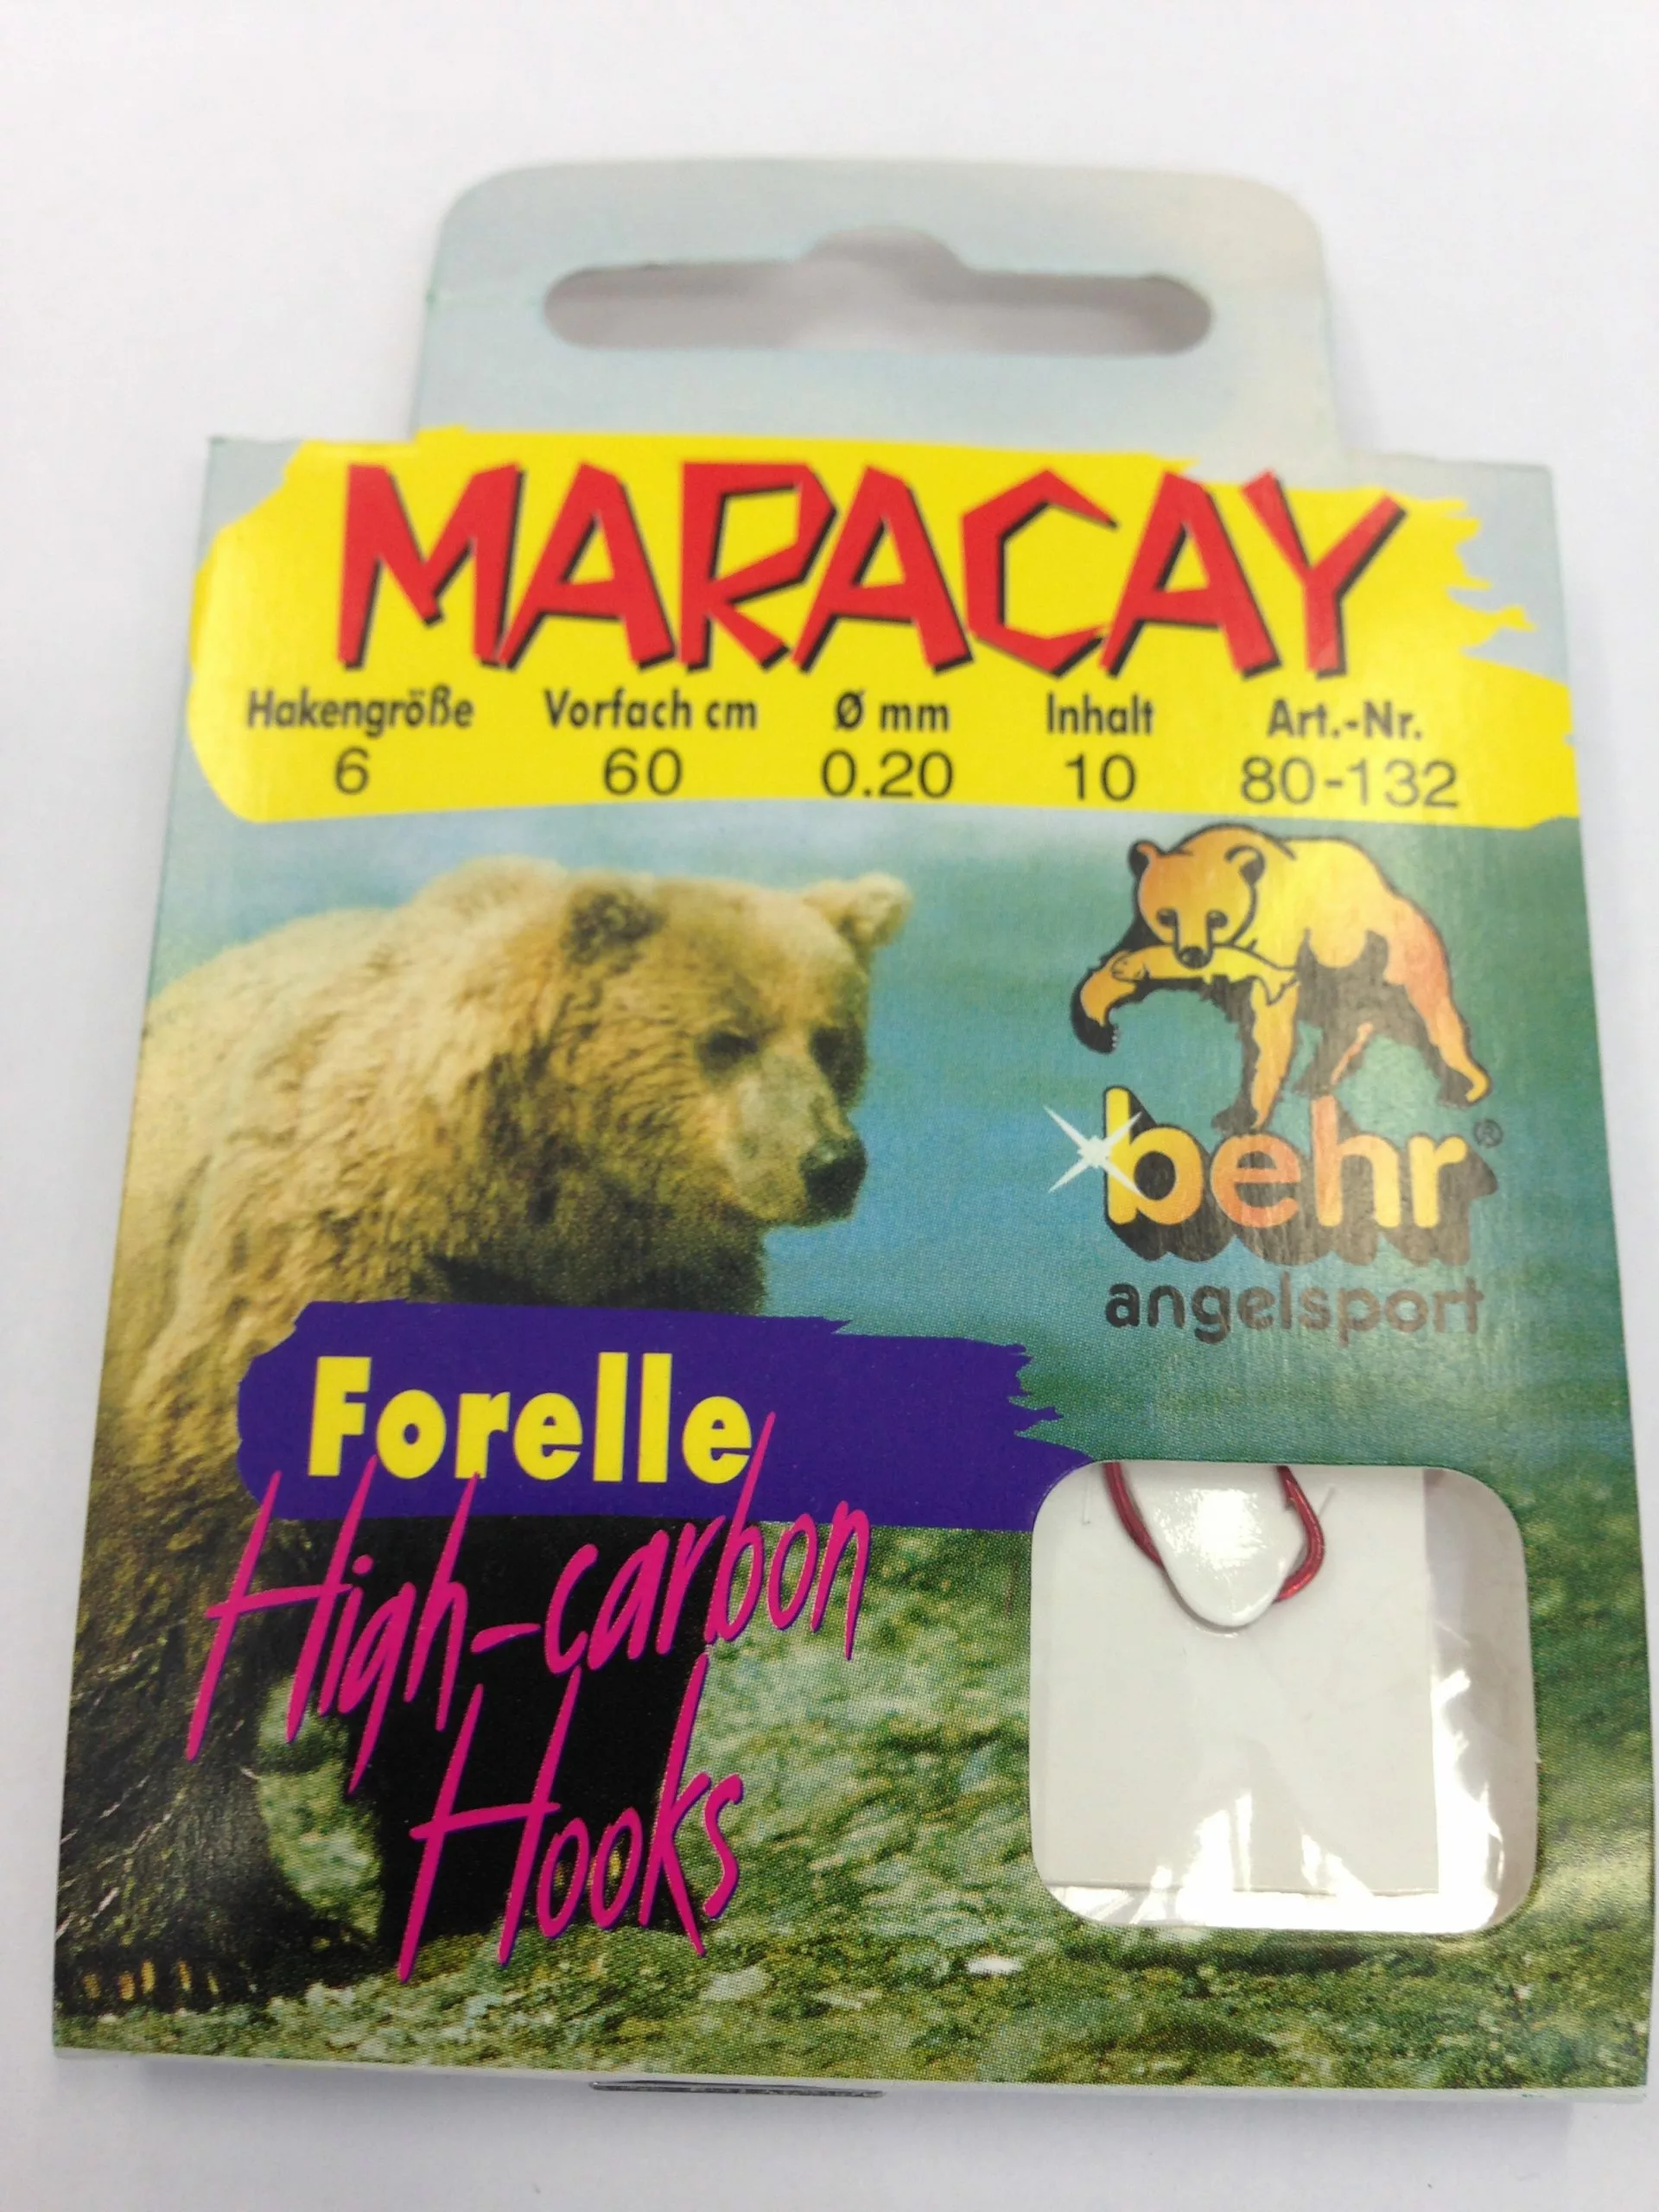 MARACAY
Hakengröße Vorfach cm Ø mm Inhalt Art.-Nr.
6 60 0.20 10 80-132
behr®
angelsport
Forelle
High-carbon
Hooks